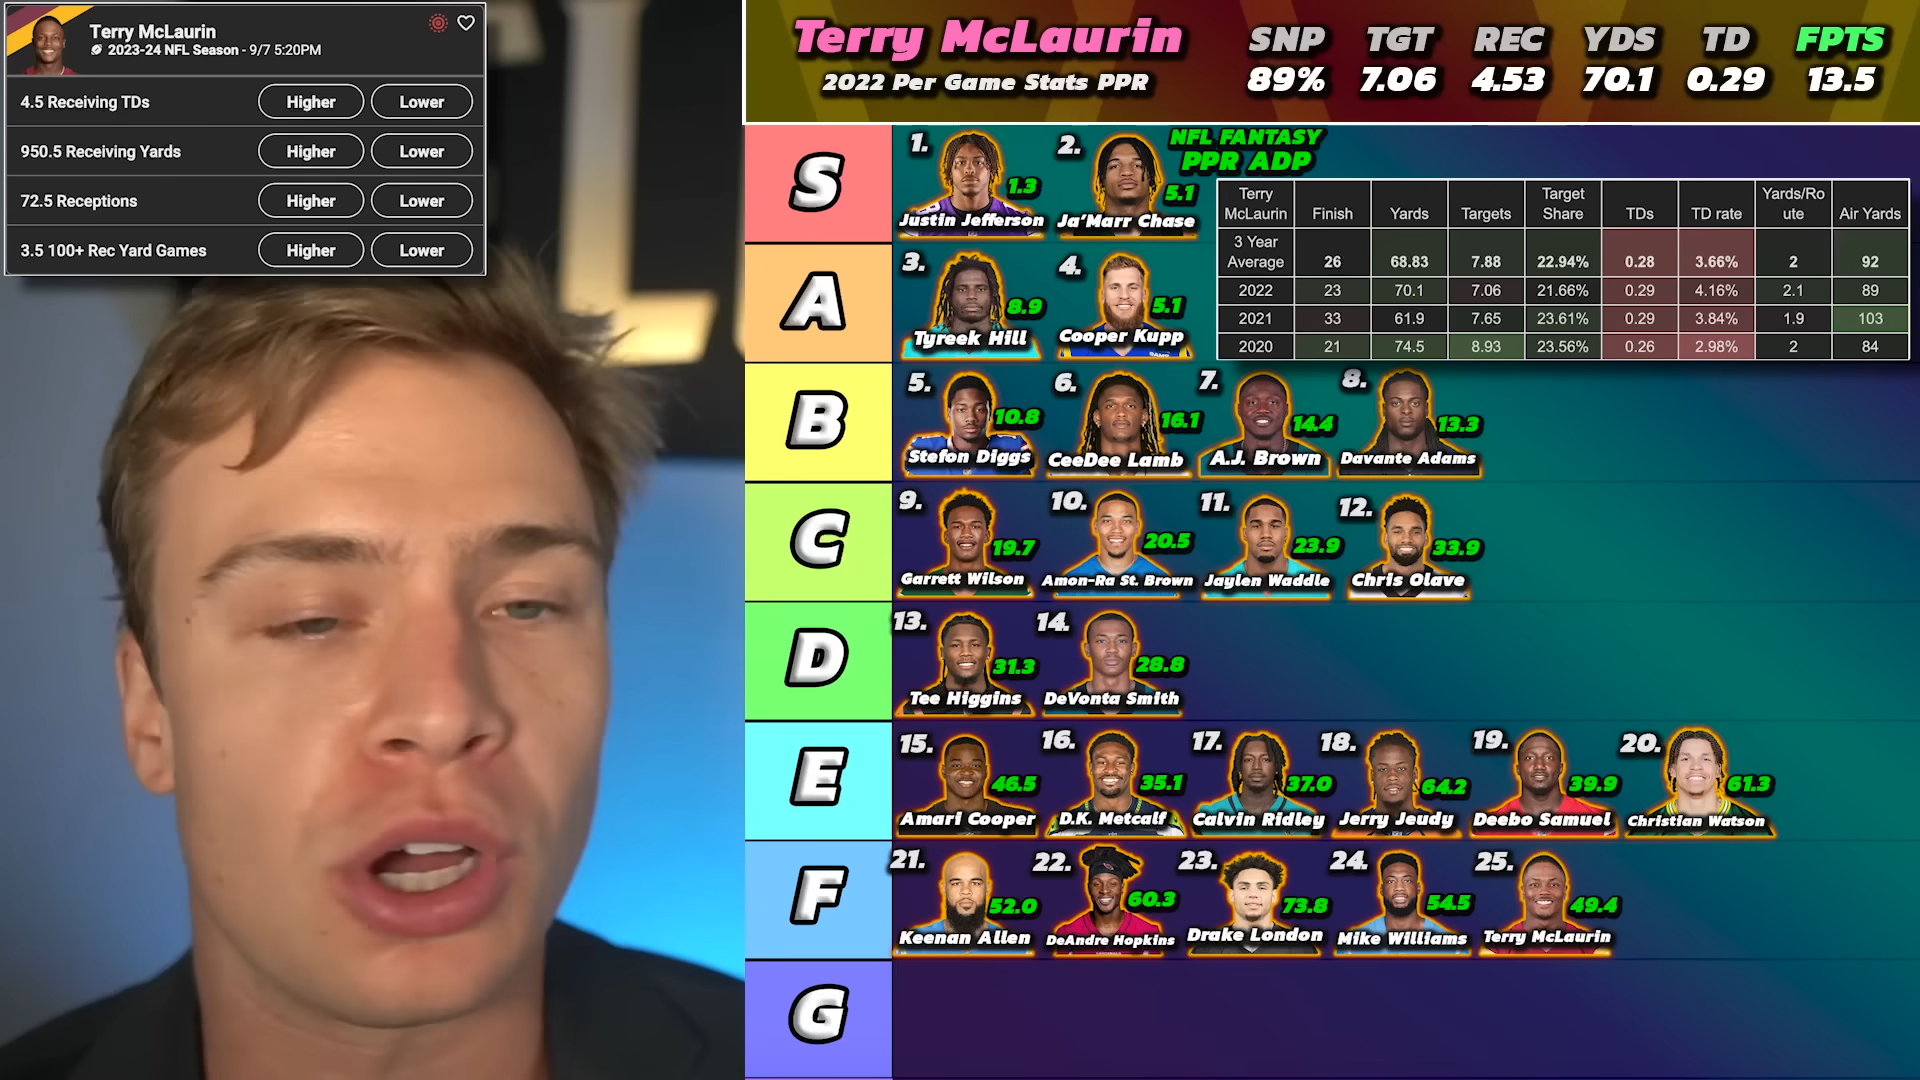 Terry McLaurin
2023-24 NFL Season - 9/7 5:20PM
4.5 Receiving TDs Higher Lower
950.5 Receiving Yards Higher Lower
72.5 Receptions Higher Lower
3.5 100+ Rec Yard Games Higher Lower
Terry McLaurin SNP TGT REC YDS TD FPTS
2022 Per Game Stats PPR 89% 7.06 4.53 70.1 0.29 13.5
NFL FANTASY
PPR ADP
Terry McLaurin Finish Yards Targets Target Share TDs TD rate Yards/Route Air Yards
3 Year Average 26 68.83 7.88 22.94% 0.28 3.66% 2 92
2022 23 70.1 7.06 21.66% 0.29 4.16% 2.1 89
2021 33 61.9 7.65 23.61% 0.29 3.84% 1.9 103
2020 21 74.5 8.93 23.56% 0.26 2.98% 2 84
S
1. 1.3 Justin Jefferson
2. 5.1 Ja'Marr Chase
A
3. 8.9 Tyreek Hill
4. 5.1 Cooper Kupp
B
5. 10.8 Stefon Diggs
6. 16.1 CeeDee Lamb
7. 14.4 A.J. Brown
8. 13.3 Davante Adams
C
9. 19.7 Garrett Wilson
10. 20.5 Amon-Ra St. Brown
11. 23.9 Jaylen Waddle
12. 33.9 Chris Olave
D
13. 31.3 Tee Higgins
14. 28.8 DeVonta Smith
E
15. 46.5 Amari Cooper
16. 35.1 D.K. Metcalf
17. 37.0 Calvin Ridley
18. 64.2 Jerry Jeudy
19. 39.9 Deebo Samuel
20. 61.3 Christian Watson
F
21. 52.0 Keenan Allen
22. 60.3 DeAndre Hopkins
23. 73.8 Drake London
24. 54.5 Mike Williams
25. 49.4 Terry McLaurin
G